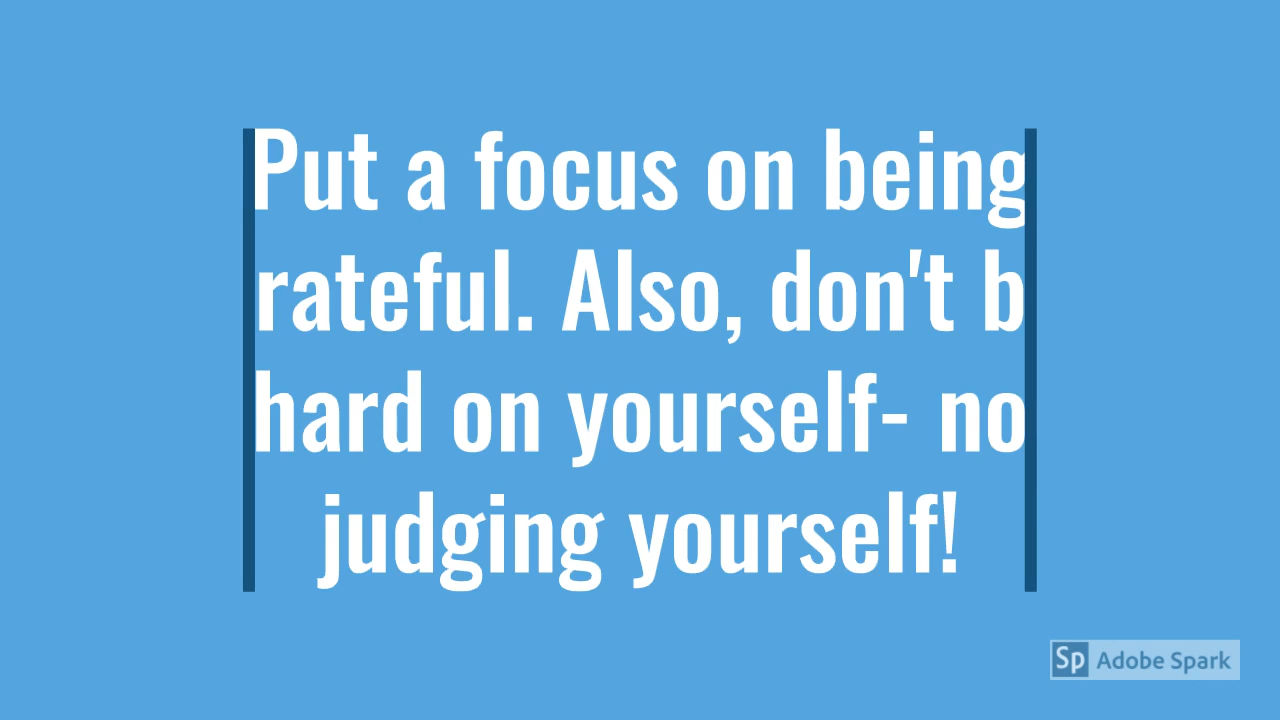 Put a focus on being
rateful. Also, don't b
hard on yourself- no
judging yourself!
Sp Adobe Spark